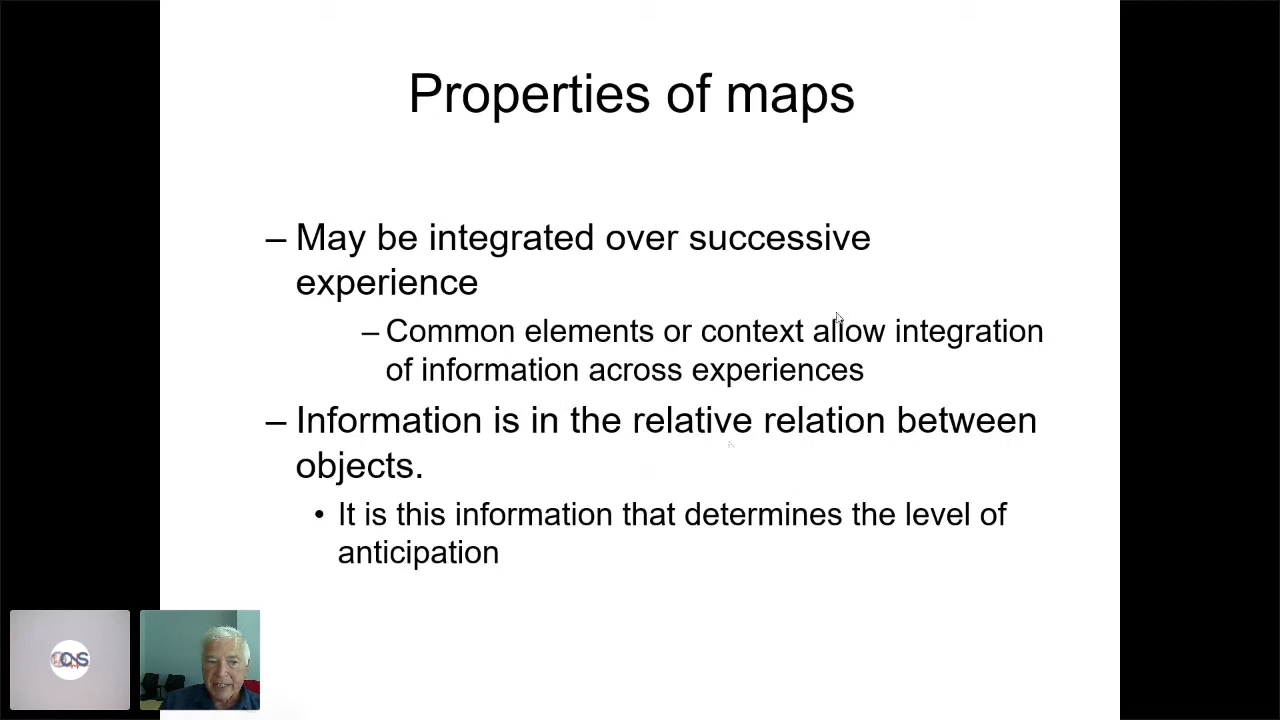 Properties of maps
– May be integrated over successive
experience
– Common elements or context allow integration
of information across experiences
– Information is in the relative relation between
objects.
• It is this information that determines the level of
anticipation